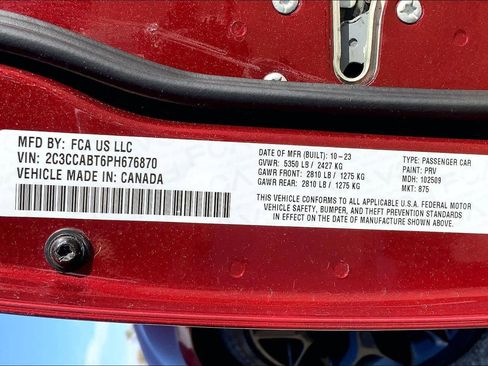 MFD BY: FCA US LLC
VIN: 2C3CCABT6PH676870
VEHICLE MADE IN: CANADA
DATE OF MFR (BUILT): 10-23
GVWR: 5350 LB / 2427 KG
GAWR FRONT: 2810 LB / 1275 KG
GAWR REAR: 2810 LB / 1275 KG
TYPE: PASSENGER CAR
PAINT: PRV
MDH: 102509
MKT: 875
THIS VEHICLE CONFORMS TO ALL APPLICABLE U.S.A. FEDERAL MOTOR
VEHICLE SAFETY, BUMPER, AND THEFT PREVENTION STANDARDS
IN EFFECT ON THE DATE OF MANUFACTURE SHOWN ABOVE.